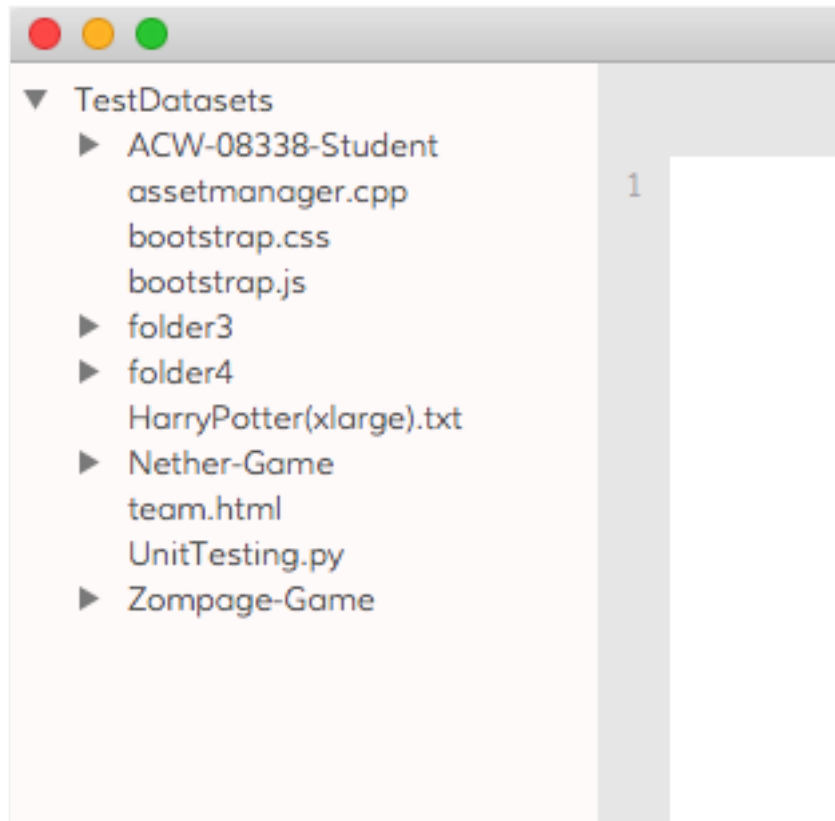 TestDatasets
ACW-08338-Student
assetmanager.cpp
1
bootstrap.css
bootstrap.js
folder3
folder4
HarryPotter(xlarge).txt
Nether-Game
team.html
UnitTesting.py
Zompage-Game